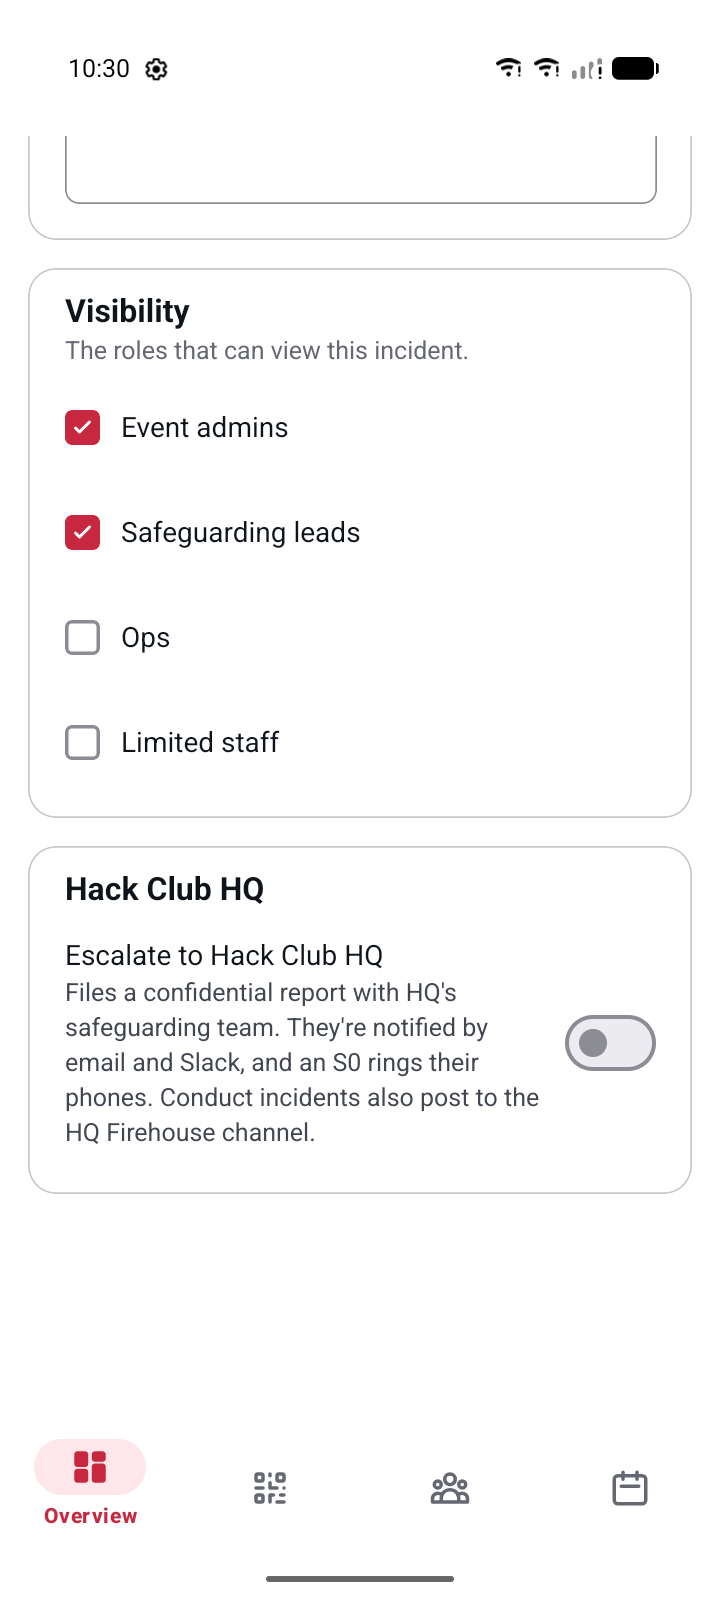 10:30
Visibility
The roles that can view this incident.
Event admins
Safeguarding leads
Ops
Limited staff
Hack Club HQ
Escalate to Hack Club HQ
Files a confidential report with HQ's
safeguarding team. They're notified by
email and Slack, and an S0 rings their
phones. Conduct incidents also post to the
HQ Firehouse channel.
Overview